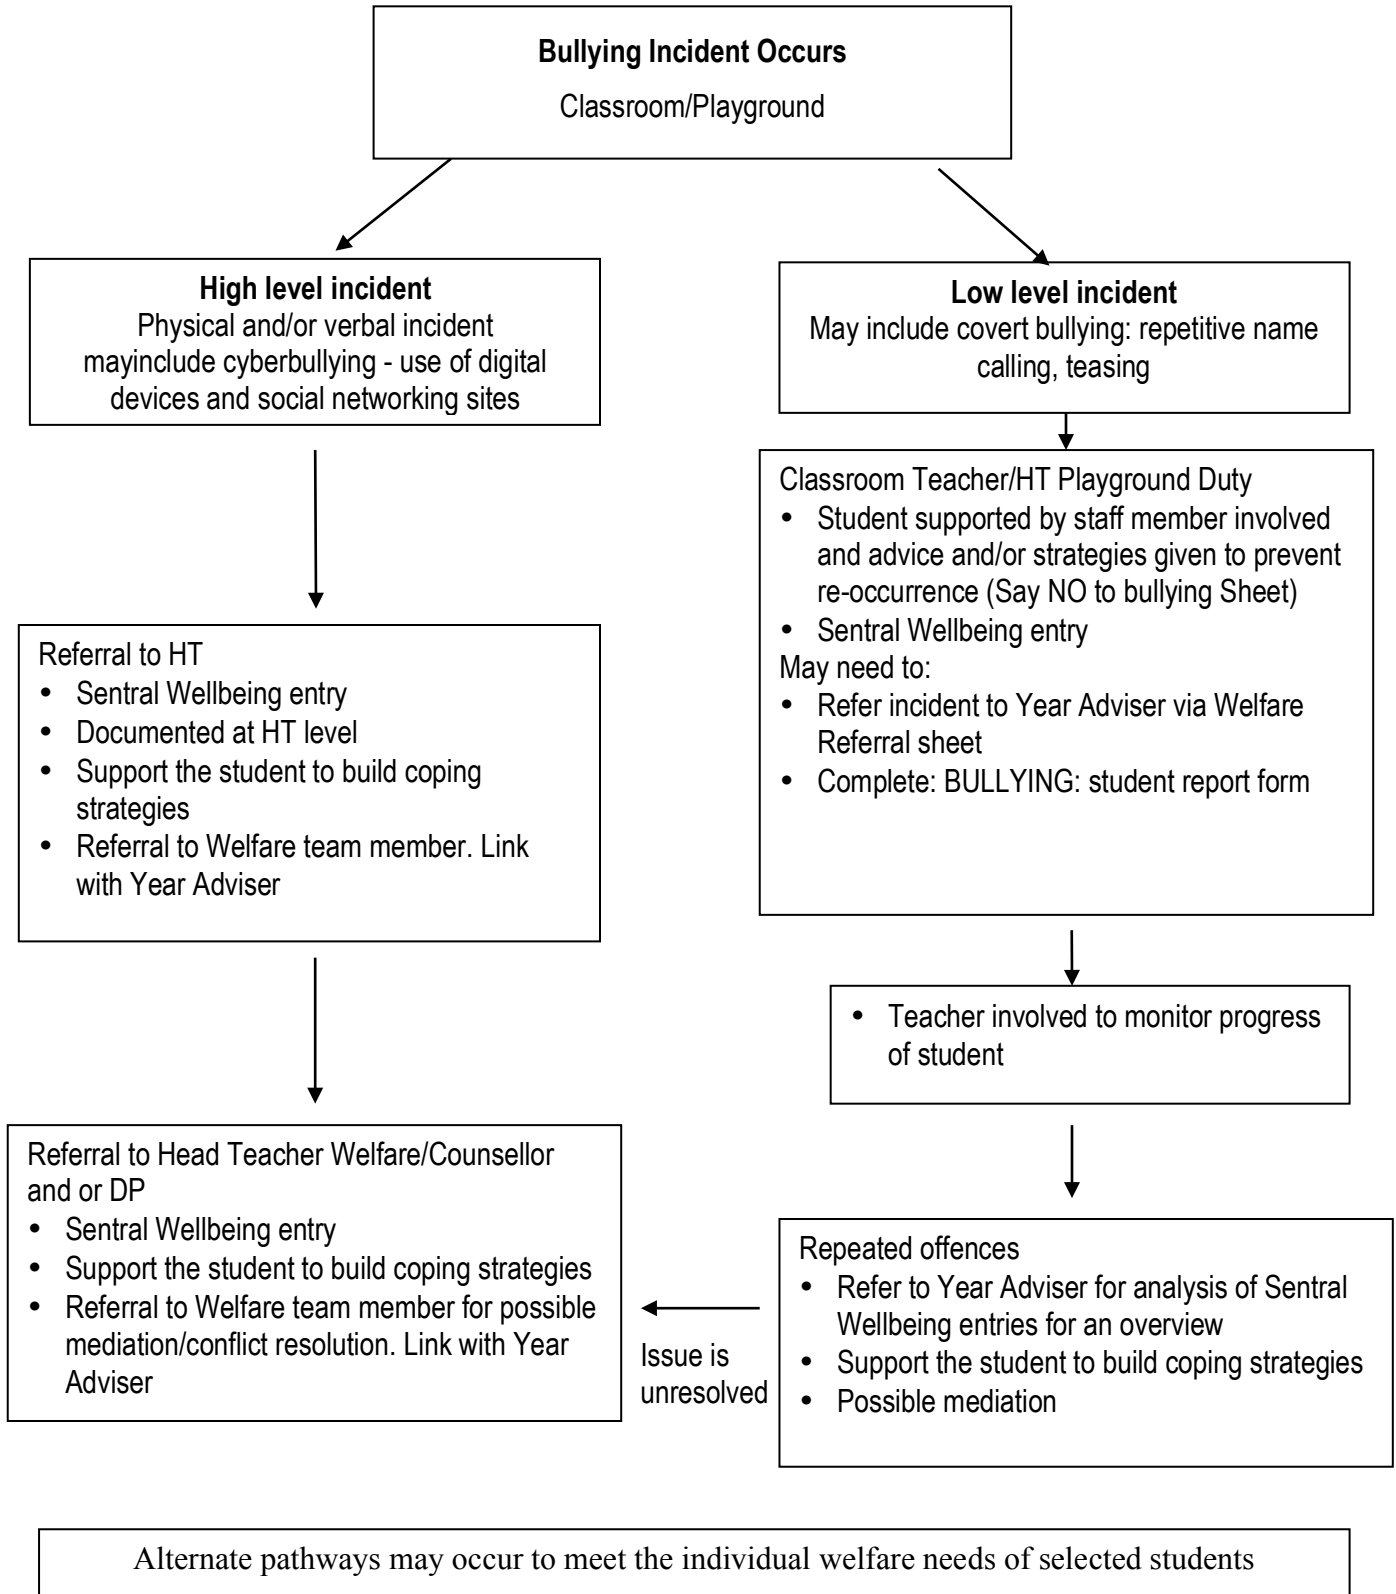 Bullying Incident Occurs
Classroom/Playground
High level incident
Physical and/or verbal incident
mayinclude cyberbullying - use of digital
devices and social networking sites
Low level incident
May include covert bullying: repetitive name
calling, teasing
Classroom Teacher/HT Playground Duty
• Student supported by staff member involved
and advice and/or strategies given to prevent
re-occurrence (Say NO to bullying Sheet)
• Sentral Wellbeing entry
May need to:
• Refer incident to Year Adviser via Welfare
Referral sheet
• Complete: BULLYING: student report form
Referral to HT
• Sentral Wellbeing entry
• Documented at HT level
• Support the student to build coping
strategies
• Referral to Welfare team member. Link
with Year Adviser
• Teacher involved to monitor progress
of student
Referral to Head Teacher Welfare/Counsellor
and or DP
• Sentral Wellbeing entry
• Support the student to build coping strategies
• Referral to Welfare team member for possible
mediation/conflict resolution. Link with Year
Adviser
Issue is
unresolved
Repeated offences
• Refer to Year Adviser for analysis of Sentral
Wellbeing entries for an overview
• Support the student to build coping strategies
• Possible mediation
Alternate pathways may occur to meet the individual welfare needs of selected students